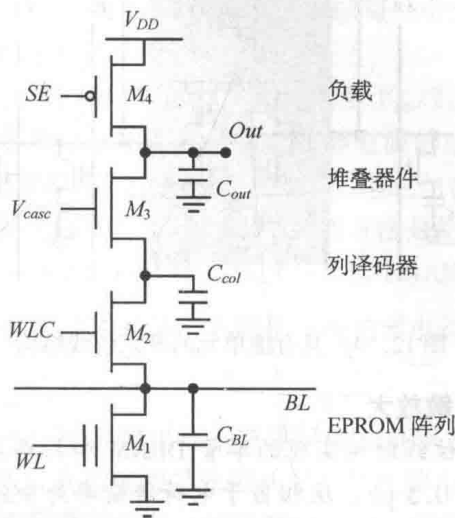 V_DD
SE
M_4
负载
Out
C_out
堆叠器件
V_casc
M_3
列译码器
C_col
WLC
M_2
BL
EPROM 阵列
C_BL
WL
M_1